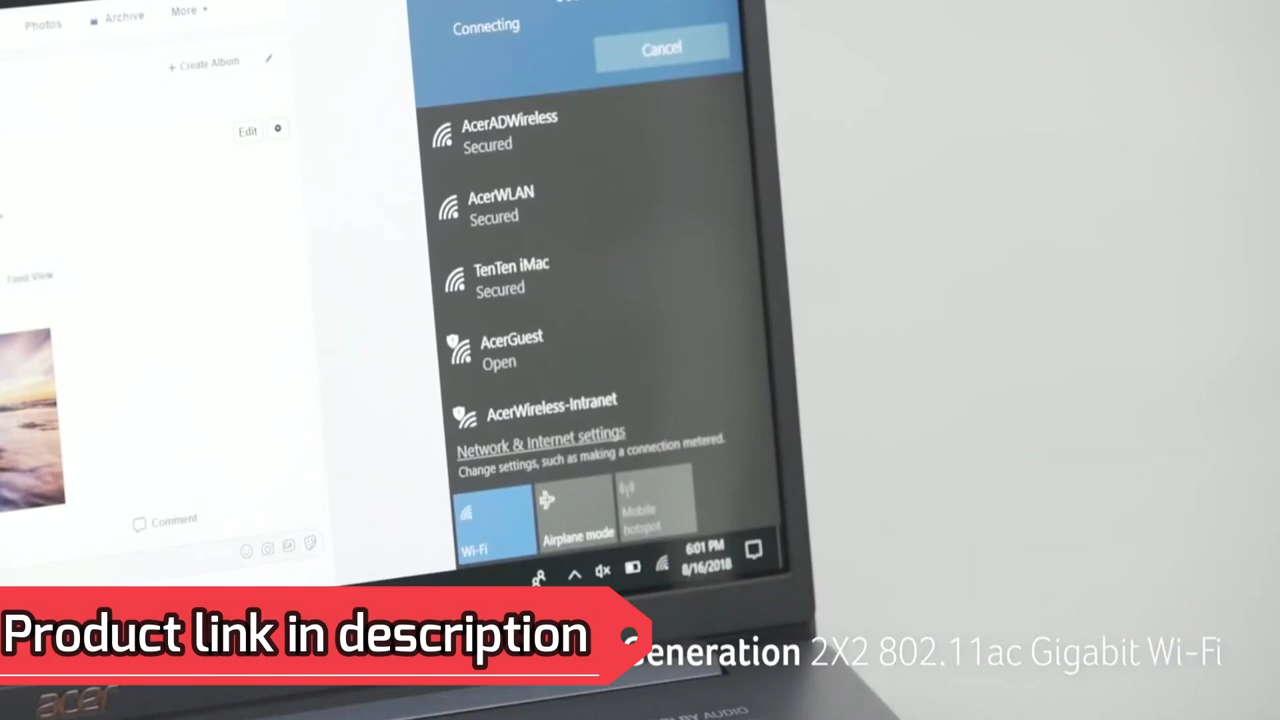 Photos
Archive
More
+ Create Album
Edit
Feed View
Comment
Connecting
Cancel
AcerADWireless
Secured
AcerWLAN
Secured
TenTen iMac
Secured
AcerGuest
Open
AcerWireless-Intranet
Network & Internet settings
Change settings, such as making a connection metered.
Wi-Fi
Airplane mode
Mobile
hotspot
6:01 PM
8/16/2018
Product link in description
Generation 2X2 802.11ac Gigabit Wi-Fi
acer
AUDIO